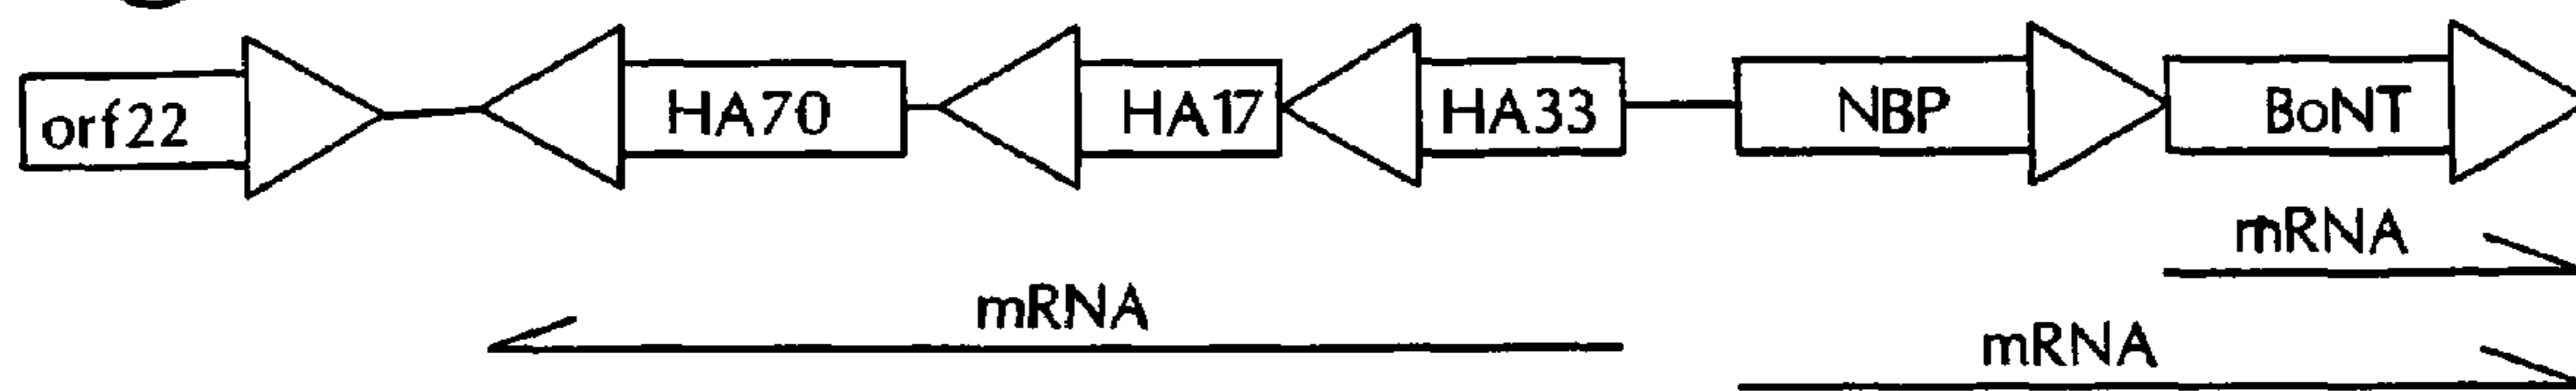 orf22 HA70 HA17 HA33 NBP BoNT
mRNA
mRNA
mRNA